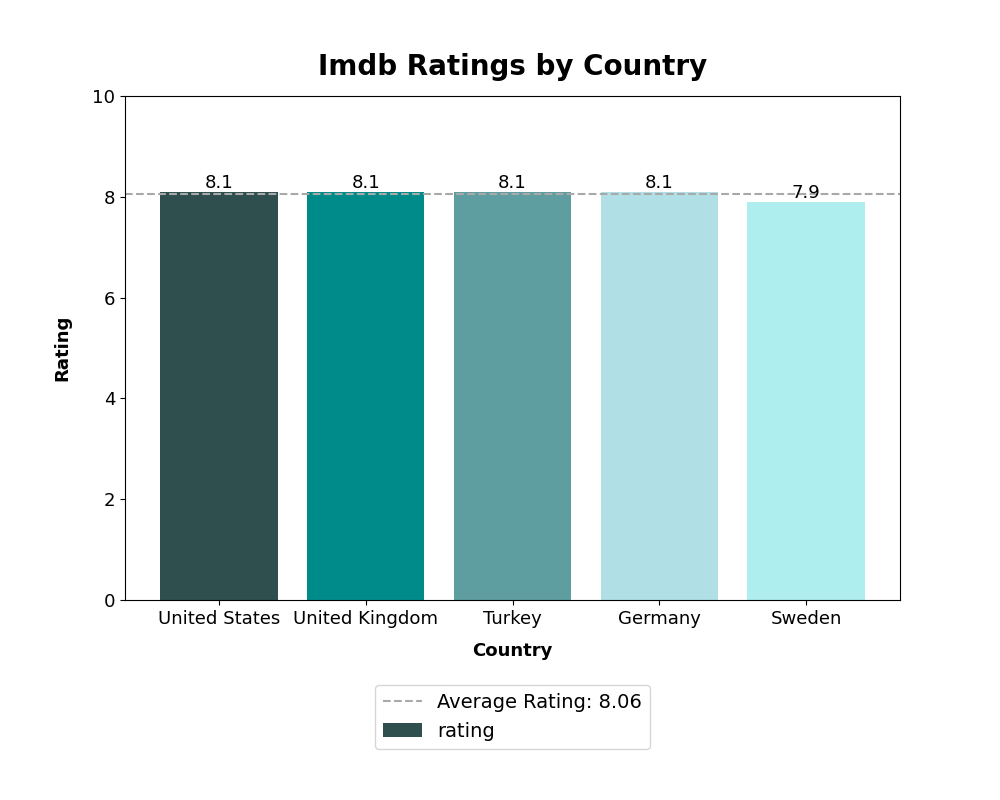 Imdb Ratings by Country
10
8
6
4
2
0
Rating
8.1
8.1
8.1
8.1
7.9
United States
United Kingdom
Turkey
Germany
Sweden
Country
Average Rating: 8.06
rating